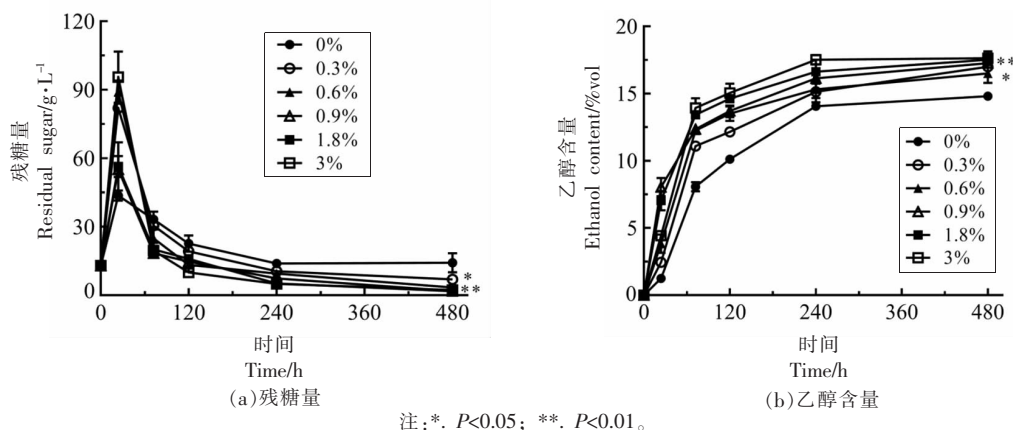 残糖量
Residual sugar/g·L⁻¹
120
90
60
30
0
0%
0.3%
0.6%
0.9%
1.8%
3%
*
**
0 120 240 360 480
时间
Time/h
(a)残糖量
乙醇含量
Ethanol content/%vol
20
15
10
5
0
**
*
0%
0.3%
0.6%
0.9%
1.8%
3%
0 120 240 360 480
时间
Time/h
(b)乙醇含量
注:*. P<0.05; **. P<0.01。